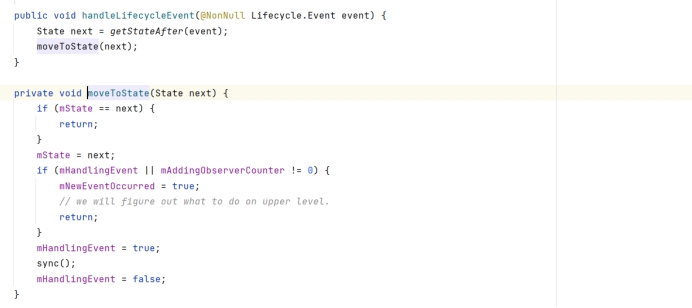 public void handleLifecycleEvent(@NonNull Lifecycle.Event event) {
    State next = getStateAfter(event);
    moveToState(next);
}

private void moveToState(State next) {
    if (mState == next) {
        return;
    }
    mState = next;
    if (mHandlingEvent || mAddingObserverCounter != 0) {
        mNewEventOccurred = true;
        // we will figure out what to do on upper level.
        return;
    }
    mHandlingEvent = true;
    sync();
    mHandlingEvent = false;
}